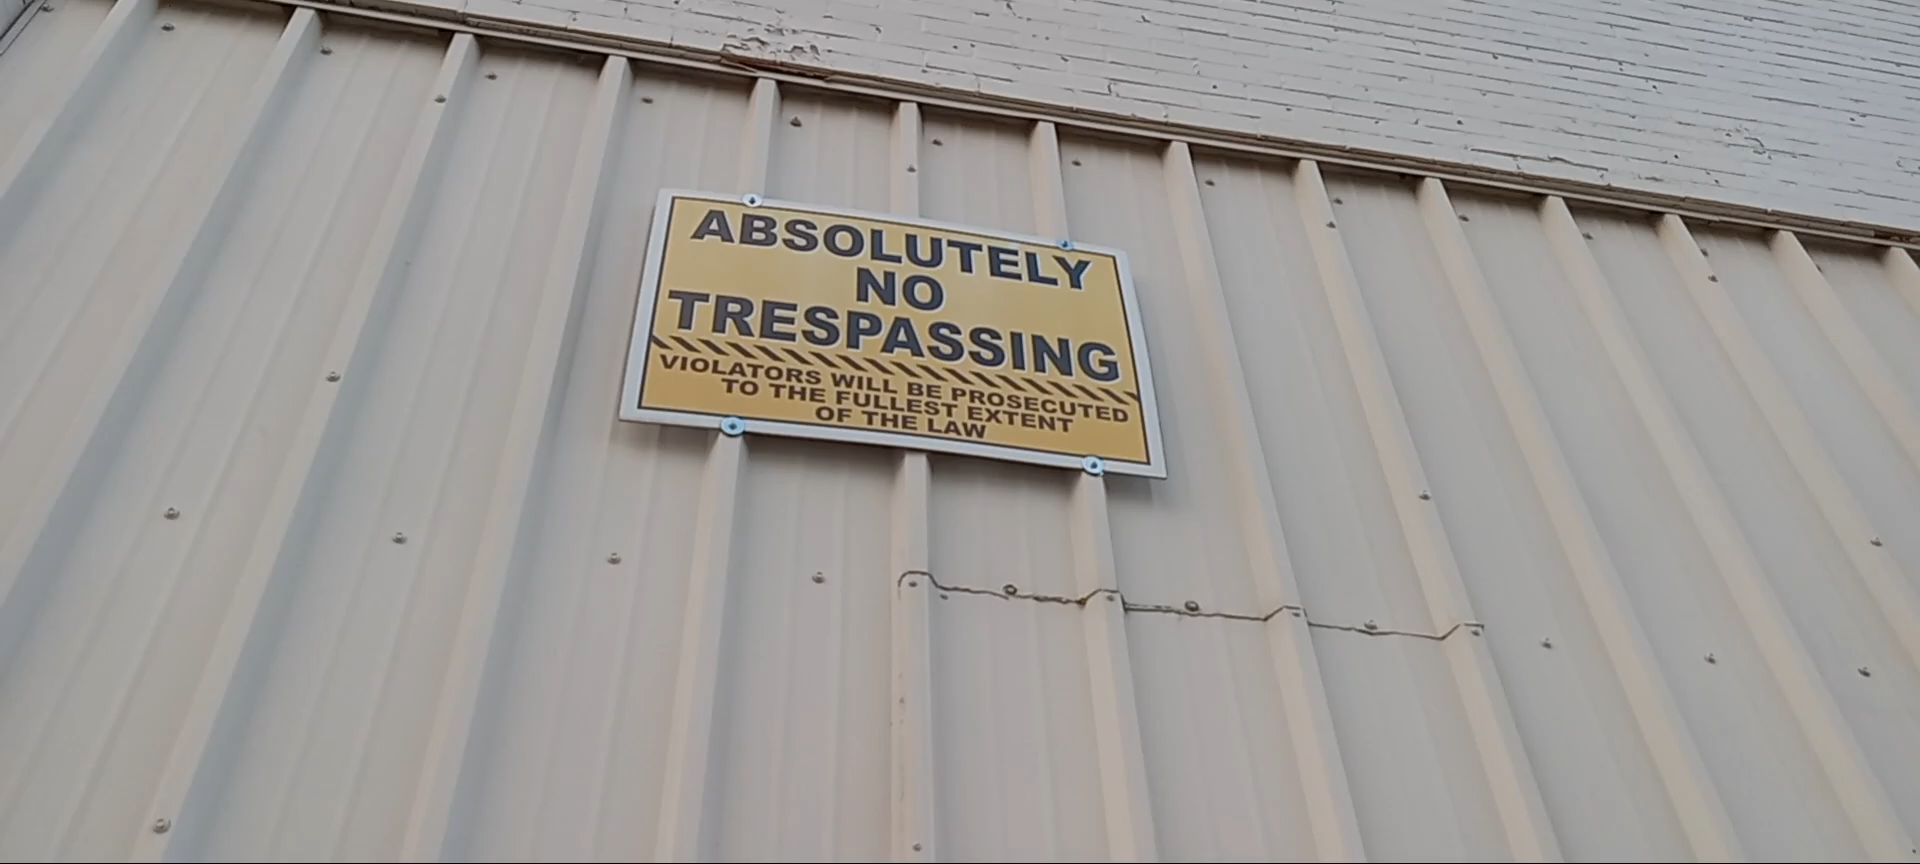 ABSOLUTELY
NO
TRESPASSING
VIOLATORS WILL BE PROSECUTED
TO THE FULLEST EXTENT
OF THE LAW